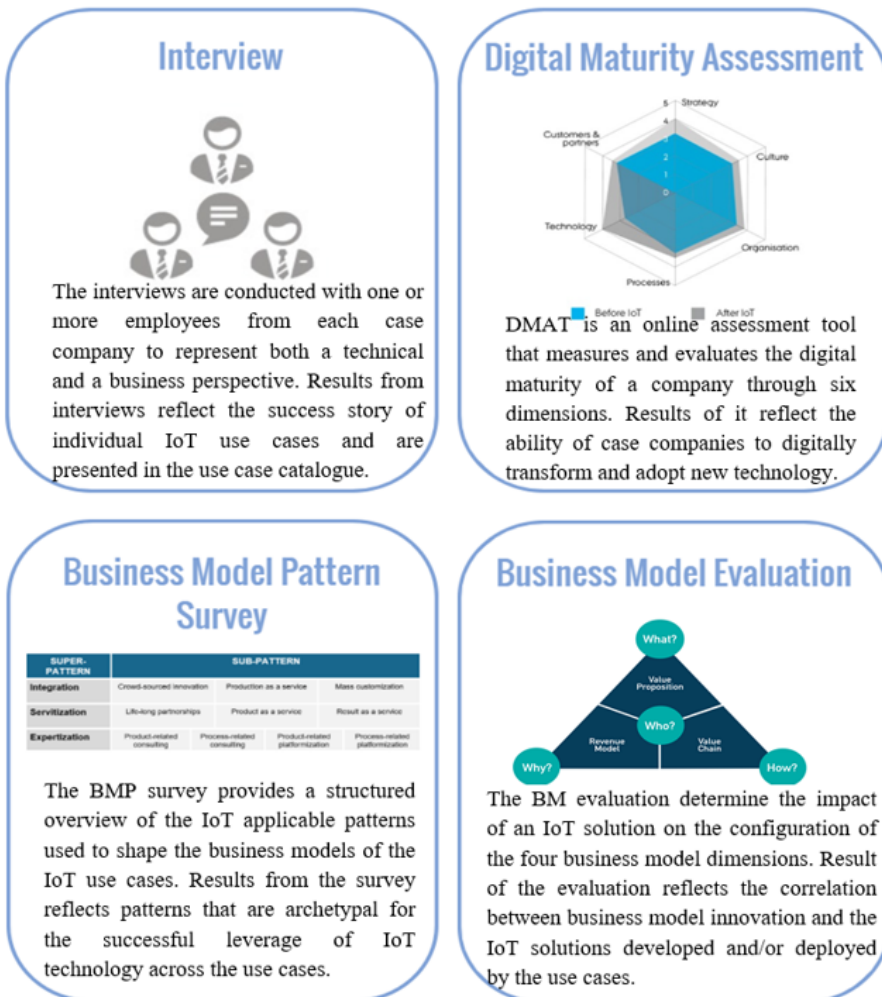 Interview
The interviews are conducted with one or
more employees from each case
company to represent both a technical
and a business perspective. Results from
interviews reflect the success story of
individual IoT use cases and are
presented in the use case catalogue.
Digital Maturity Assessment
5
Strategy
4
3
2
1
0
Customers &
partners
Culture
Technology
Organisation
Processes
Before IoT
After IoT
DMAT is an online assessment tool
that measures and evaluates the digital
maturity of a company through six
dimensions. Results of it reflect the
ability of case companies to digitally
transform and adopt new technology.
Business Model Pattern
Survey
SUPER-
PATTERN
SUB-PATTERN
Integration
Crowd-sourced innovation
Production as a service
Mass customization
Servitization
Life-long partnerships
Product as a service
Result as a service
Expertization
Product-related
consulting
Process-related
consulting
Product-related
platformization
Process-related
platformization
The BMP survey provides a structured
overview of the IoT applicable patterns
used to shape the business models of the
IoT use cases. Results from the survey
reflects patterns that are archetypal for
the successful leverage of IoT
technology across the use cases.
Business Model Evaluation
What?
Value
Proposition
Who?
Revenue
Model
Value
Chain
Why?
How?
The BM evaluation determine the impact
of an IoT solution on the configuration of
the four business model dimensions. Result
of the evaluation reflects the correlation
between business model innovation and the
IoT solutions developed and/or deployed
by the use cases.